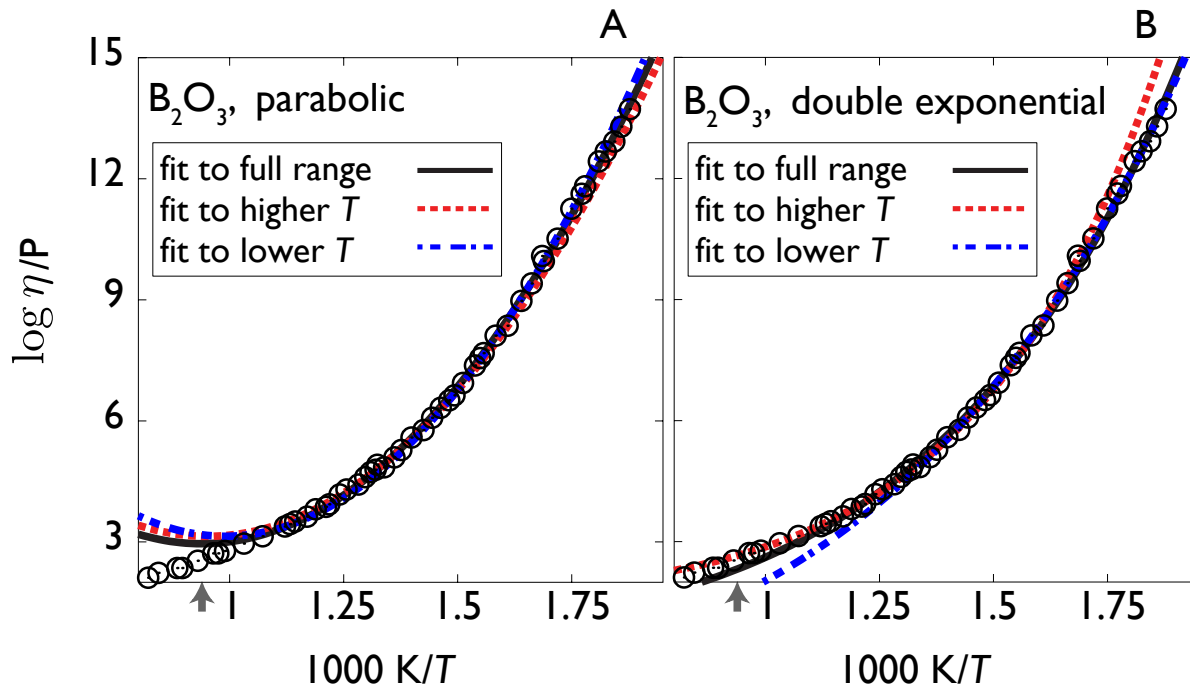 A
B
15
12
9
6
3
log η/P
B₂O₃, parabolic
fit to full range
fit to higher T
fit to lower T
B₂O₃, double exponential
fit to full range
fit to higher T
fit to lower T
1 1.25 1.5 1.75
1 1.25 1.5 1.75
1000 K/T
1000 K/T